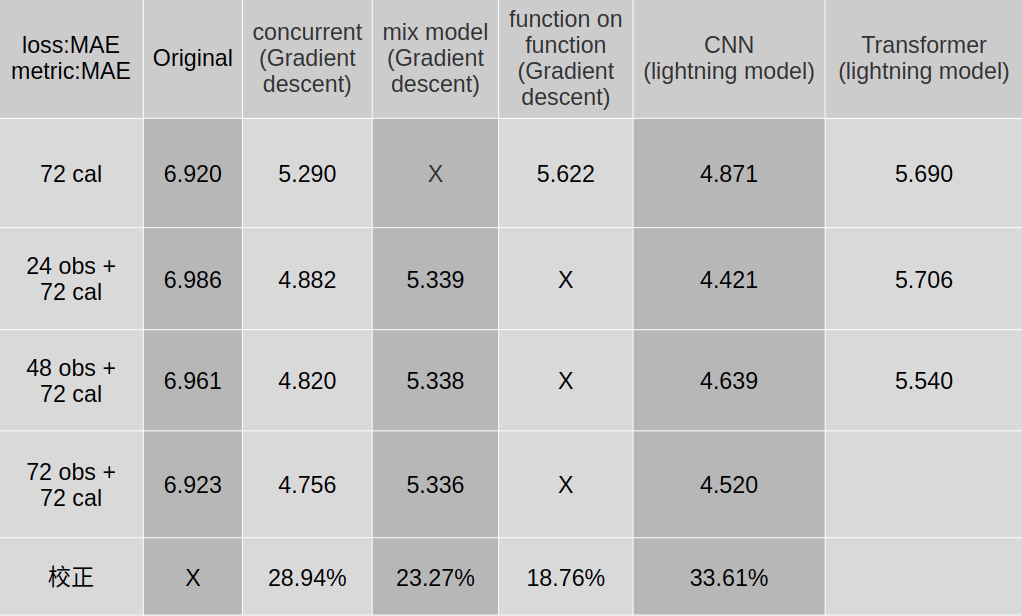 loss:MAE
metric:MAE
Original
concurrent
(Gradient
descent)
mix model
(Gradient
descent)
function on
function
(Gradient
descent)
CNN
(lightning model)
Transformer
(lightning model)
72 cal
6.920
5.290
X
5.622
4.871
5.690
24 obs +
72 cal
6.986
4.882
5.339
X
4.421
5.706
48 obs +
72 cal
6.961
4.820
5.338
X
4.639
5.540
72 obs +
72 cal
6.923
4.756
5.336
X
4.520
校正
X
28.94%
23.27%
18.76%
33.61%